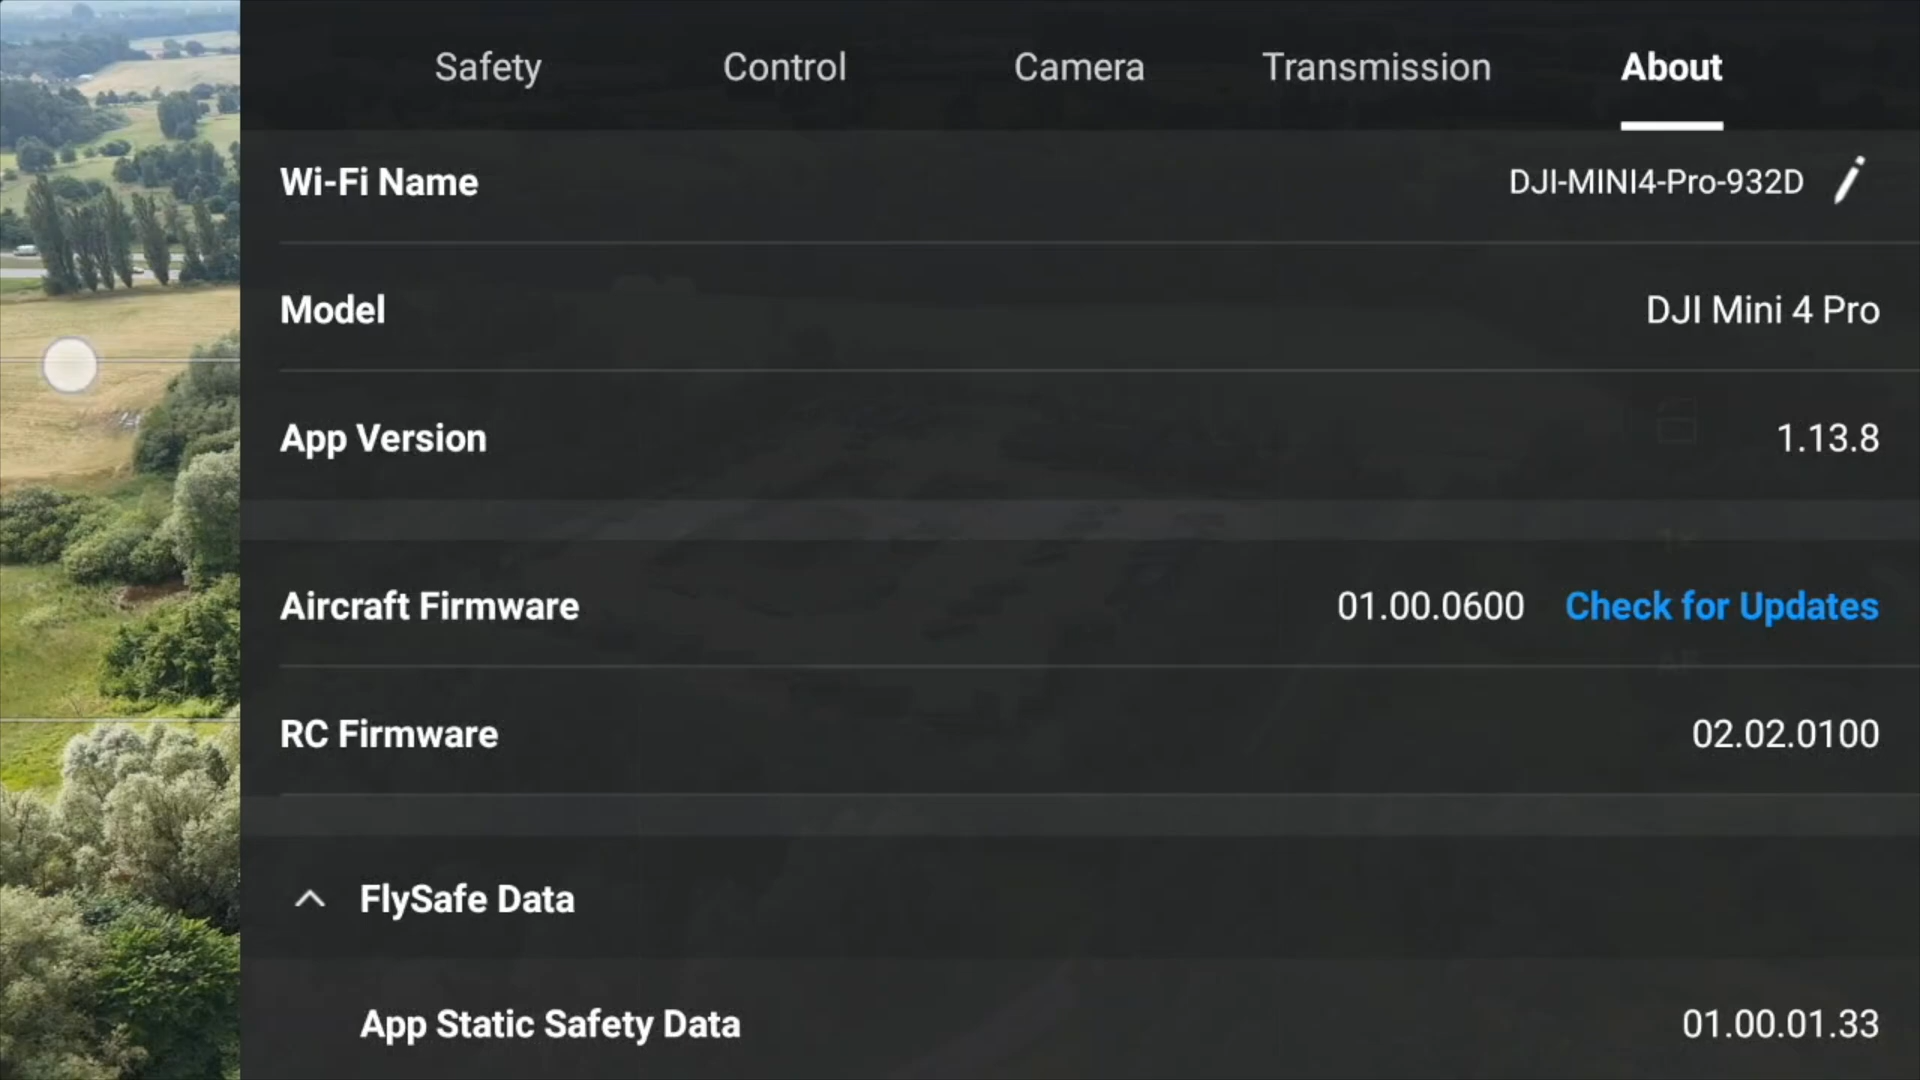 Safety Control Camera Transmission About
Wi-Fi Name DJI-MINI4-Pro-932D
Model DJI Mini 4 Pro
App Version 1.13.8
Aircraft Firmware 01.00.0600 Check for Updates
RC Firmware 02.02.0100
FlySafe Data
App Static Safety Data 01.00.01.33